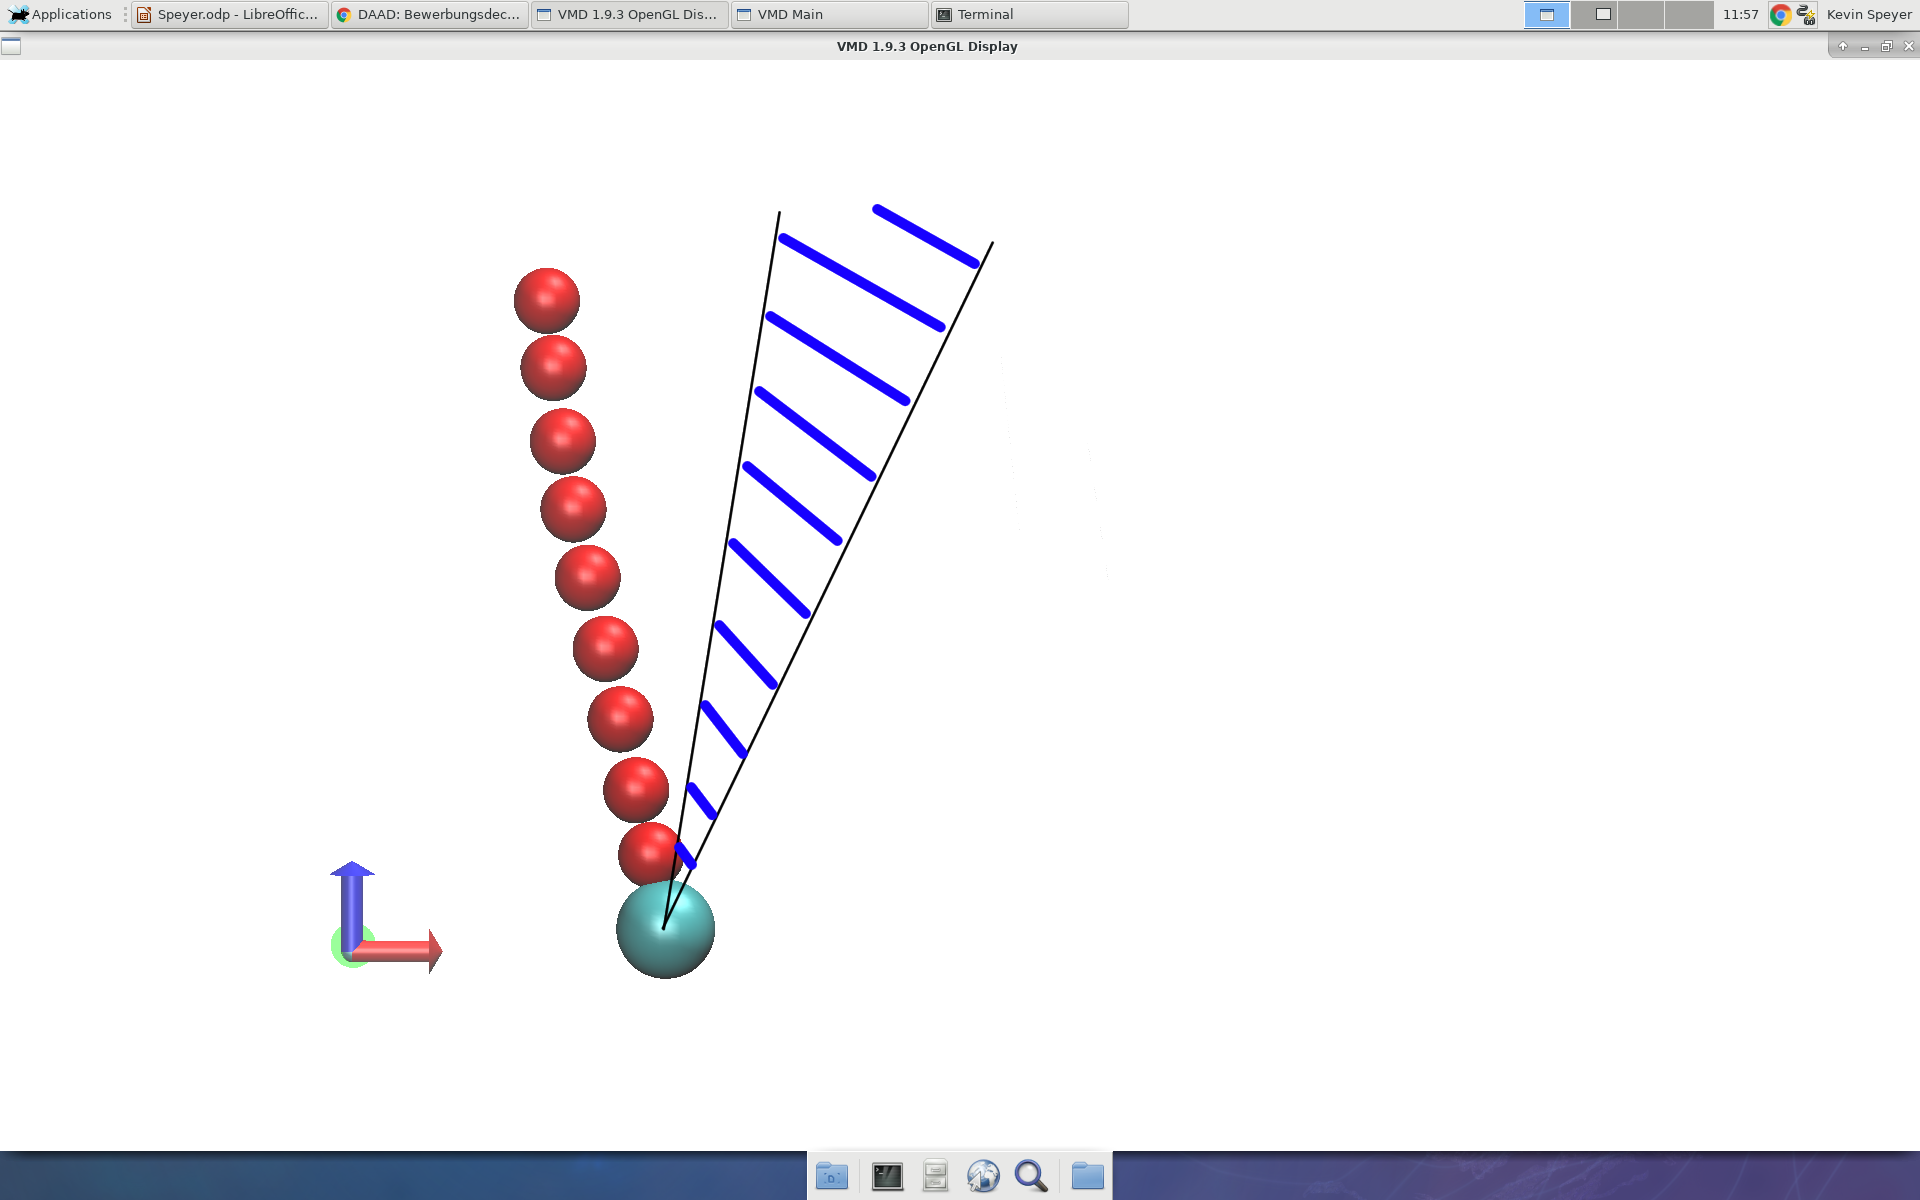 Applications
Speyer.odp - LibreOffic...
DAAD: Bewerbungsdec...
VMD 1.9.3 OpenGL Dis...
VMD Main
Terminal
11:57
Kevin Speyer
VMD 1.9.3 OpenGL Display